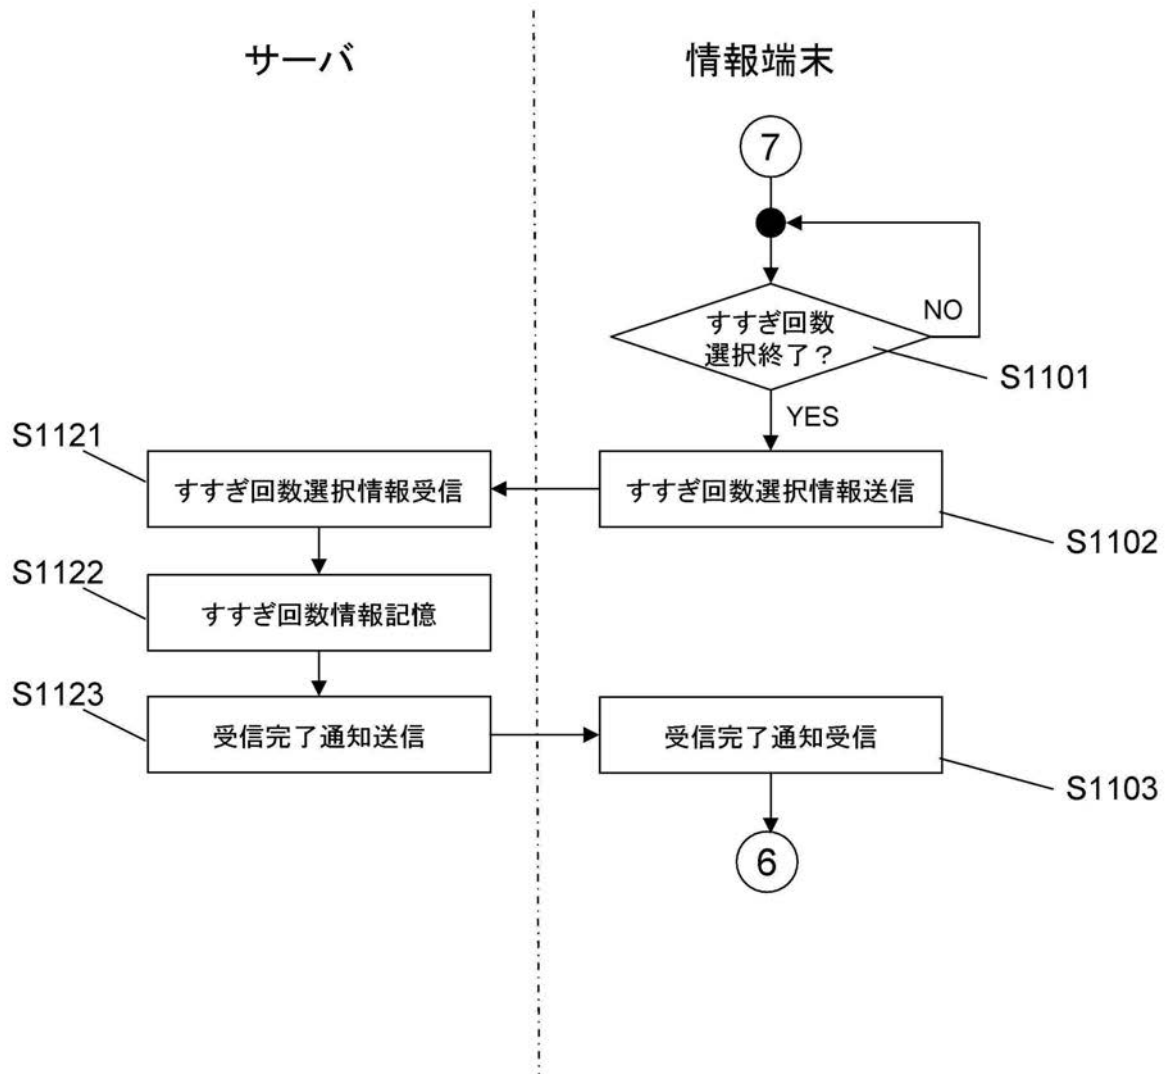 サーバ
情報端末
7
すすぎ回数
選択終了？
NO
S1101
YES
S1121
すすぎ回数選択情報受信
すすぎ回数選択情報送信
S1102
S1122
すすぎ回数情報記憶
S1123
受信完了通知送信
受信完了通知受信
S1103
6